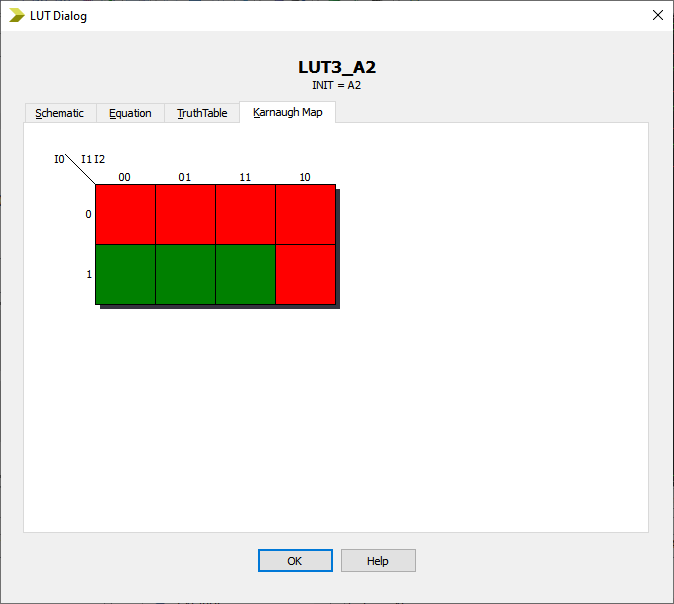 LUT Dialog
LUT3_A2
INIT = A2
Schematic Equation TruthTable Karnaugh Map
I0 I1 I2
00 01 11 10
0
1
OK Help